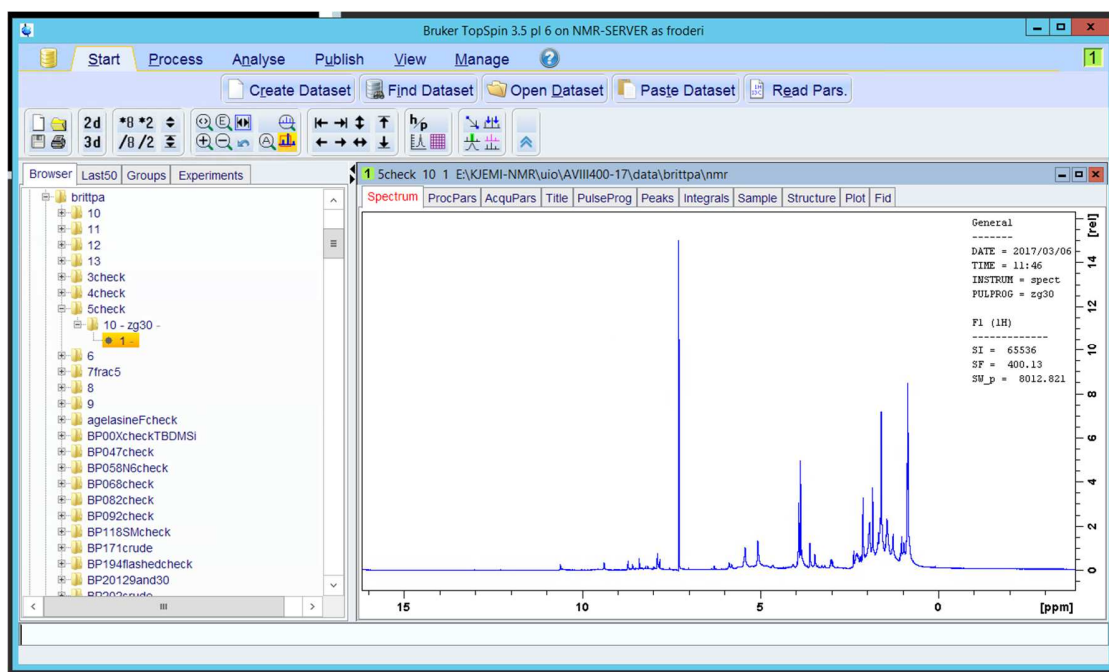 Bruker TopSpin 3.5 pl 6 on NMR-SERVER as froderi
Start Process Analyse Publish View Manage ?
1
Create Dataset Find Dataset Open Dataset Paste Dataset Read Pars.
2d *8 *2 h/p
3d /8 /2
Browser Last50 Groups Experiments
brittpa
10
11
12
13
3check
4check
5check
10 - zg30 -
1 -
6
7frac5
8
9
agelasineFcheck
BP00XcheckTBDMSi
BP047check
BP058N6check
BP068check
BP082check
BP092check
BP118SMcheck
BP171crude
BP194flashedcheck
BP20129and30
BP202crude
1 5check 10 1 E:\KJEMI-NMR\uio\AVIII400-17\data\brittpa\nmr
Spectrum ProcPars AcquPars Title PulseProg Peaks Integrals Sample Structure Plot Fid
General
-------
DATE = 2017/03/06
TIME = 11:46
INSTRUM = spect
PULPROG = zg30
F1 (1H)
-------------
SI = 65536
SF = 400.13
SW_p = 8012.821
[rel]
14
12
10
8
6
4
2
0
15 10 5 0 [ppm]